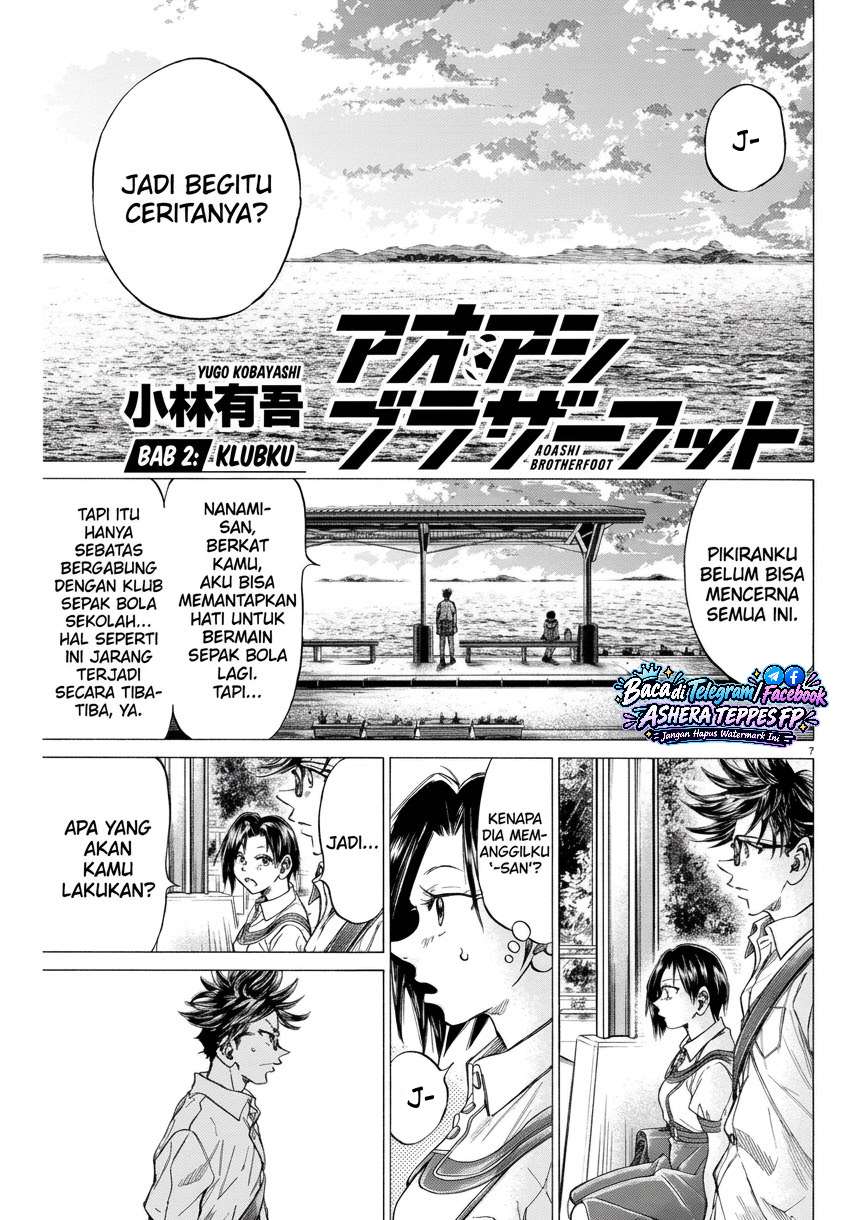 J-
JADI BEGITU
CERITANYA?
アオアシ
ブラザーフット
AOASHI
BROTHERFOOT
YUGO KOBAYASHI
小林有吾
BAB 2: KLUBKU
PIKIRANKU
BELUM BISA
MENCERNA
SEMUA INI.
NANAMI-
SAN,
BERKAT
KAMU,
AKU BISA
MEMANTAPKAN
HATI UNTUK
BERMAIN
SEPAK BOLA
LAGI.
TAPI...
TAPI ITU
HANYA
SEBATAS
BERGABUNG
DENGAN KLUB
SEPAK BOLA
SEKOLAH...
HAL SEPERTI
INI JARANG
TERJADI
SECARA TIBA-
TIBA, YA.
Baca di Telegram/Facebook
ASHERA TEPPES FP
Jangan Hapus Watermark Ini
7
KENAPA
DIA MEM-
ANGGILKU
'-SAN'?
J-
JADI...
APA YANG
AKAN
KAMU
LAKUKAN?